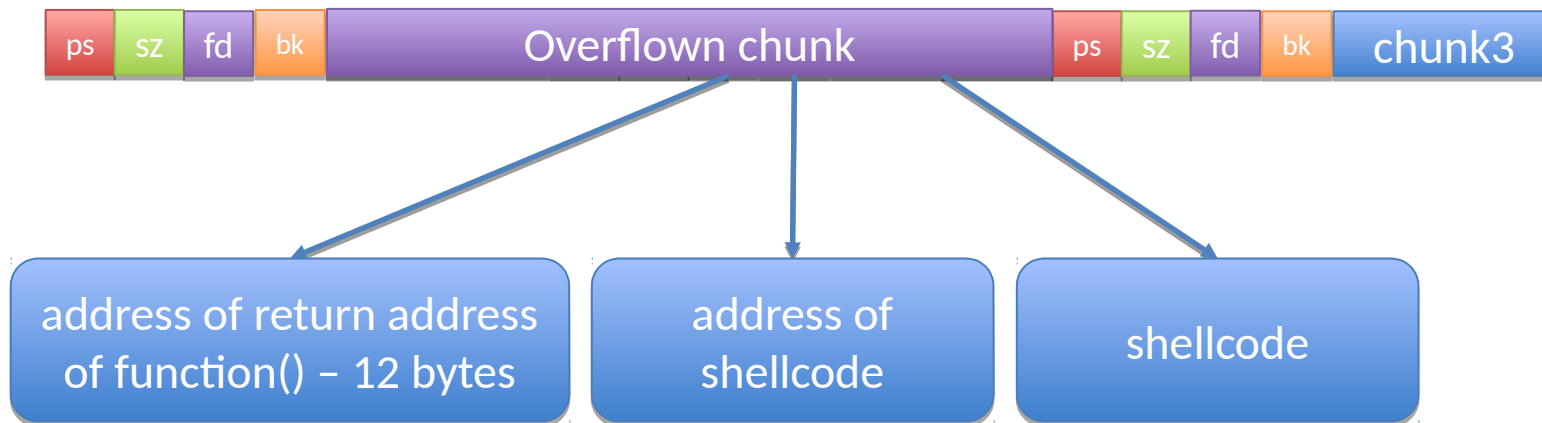 ps sz fd bk Overflown chunk ps sz fd bk chunk3
address of return address
of function() – 12 bytes
address of
shellcode
shellcode